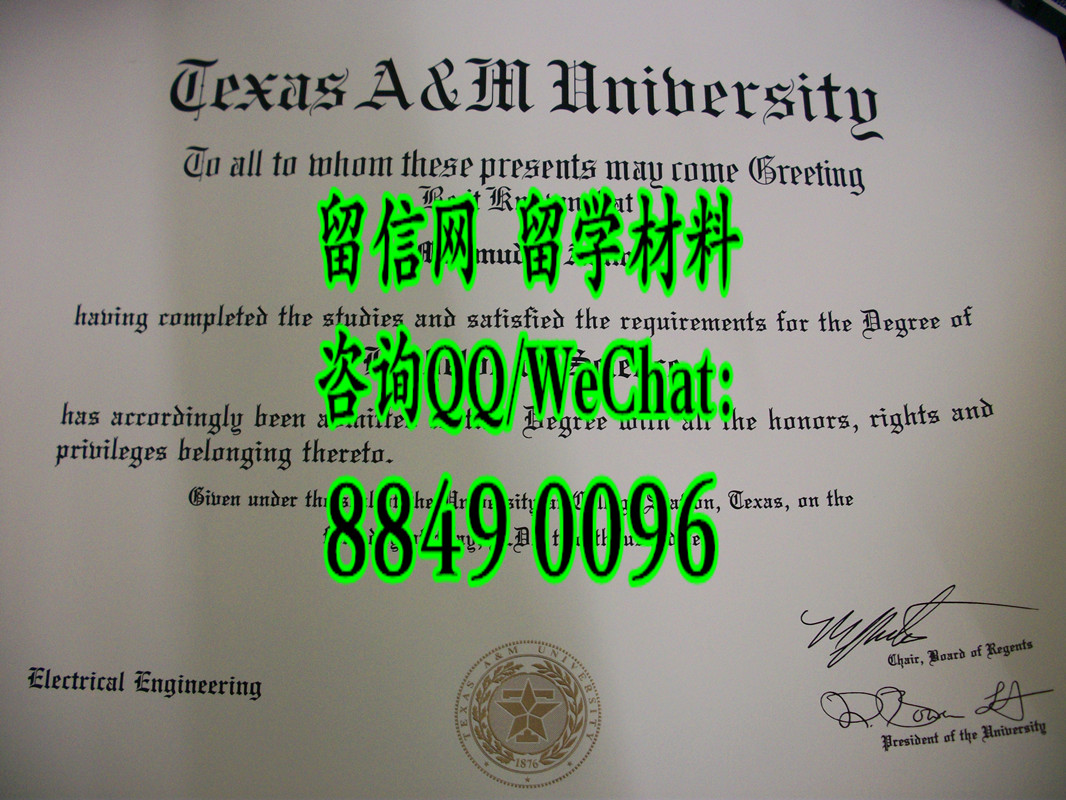 Texas A&M University
To all to whom these presents may come Greeting
留信网 留学材料
having completed the studies and satisfied the requirements for the Degree of
咨询QQ/WeChat:
has accordingly been Degree with all the honors, rights and
privileges belonging thereto.
8849 0096
Given under Texas, on the
Electrical Engineering
TEXAS A&M UNIVERSITY
1876
Chair, Board of Regents
President of the University